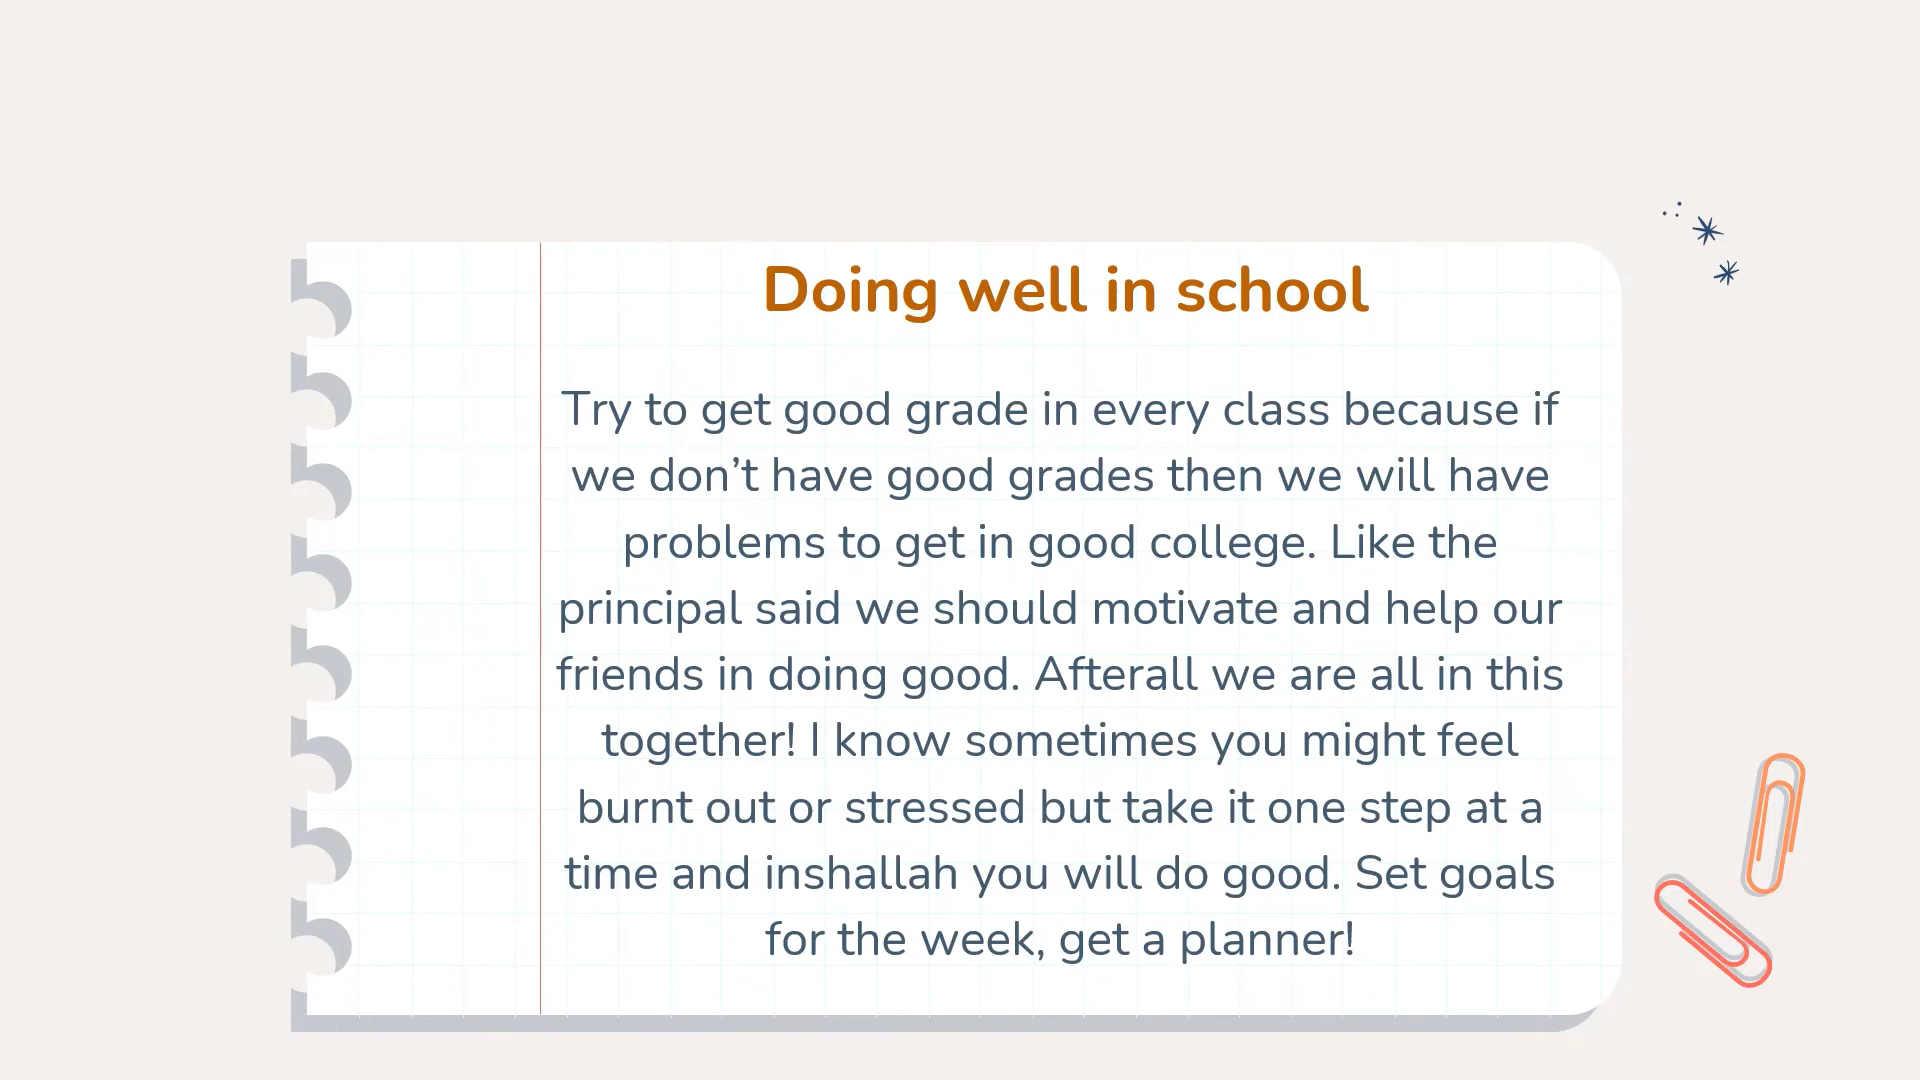 Doing well in school
Try to get good grade in every class because if
we don’t have good grades then we will have
problems to get in good college. Like the
principal said we should motivate and help our
friends in doing good. Afterall we are all in this
together! I know sometimes you might feel
burnt out or stressed but take it one step at a
time and inshallah you will do good. Set goals
for the week, get a planner!